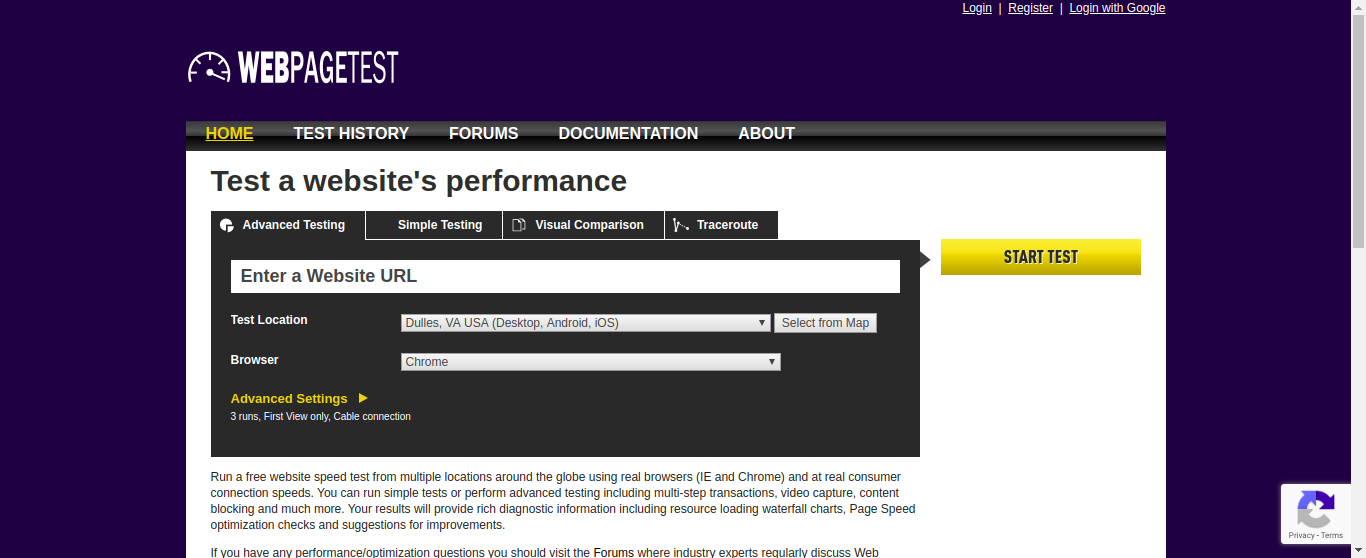 Login | Register | Login with Google
WEBPAGETEST
HOME TEST HISTORY FORUMS DOCUMENTATION ABOUT
Test a website's performance
Advanced Testing Simple Testing Visual Comparison Traceroute
START TEST
Enter a Website URL
Test Location Dulles, VA USA (Desktop, Android, iOS) Select from Map
Browser Chrome
Advanced Settings
3 runs, First View only, Cable connection
Run a free website speed test from multiple locations around the globe using real browsers (IE and Chrome) and at real consumer
connection speeds. You can run simple tests or perform advanced testing including multi-step transactions, video capture, content
blocking and much more. Your results will provide rich diagnostic information including resource loading waterfall charts, Page Speed
optimization checks and suggestions for improvements.
Privacy - Terms
If you have any performance/optimization questions you should visit the Forums where industry experts regularly discuss Web